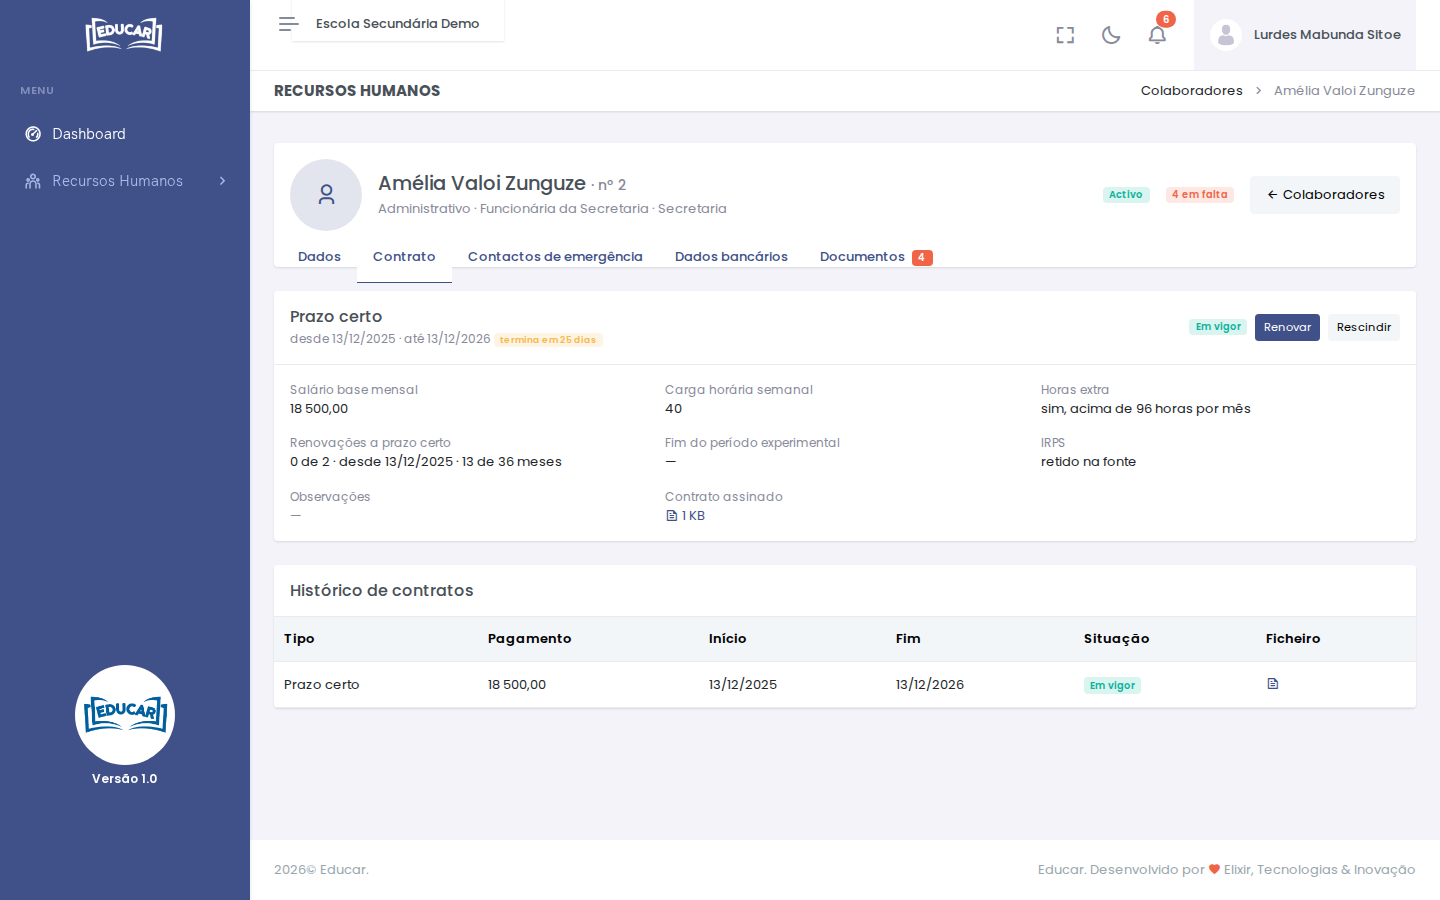 EDUCAR
Escola Secundária Demo
6
Lurdes Mabunda Sitoe
MENU
RECURSOS HUMANOS
Colaboradores
Amélia Valoi Zunguze
Dashboard
Recursos Humanos
Amélia Valoi Zunguze · nº 2
Administrativo · Funcionária da Secretaria · Secretaria
Activo
4 em falta
← Colaboradores
Dados
Contrato
Contactos de emergência
Dados bancários
Documentos 4
Prazo certo
desde 13/12/2025 · até 13/12/2026 termina em 25 dias
Em vigor
Renovar
Rescindir
Salário base mensal
18 500,00
Carga horária semanal
40
Horas extra
sim, acima de 96 horas por mês
Renovações a prazo certo
0 de 2 · desde 13/12/2025 · 13 de 36 meses
Fim do período experimental
—
IRPS
retido na fonte
Observações
—
Contrato assinado
1 KB
Histórico de contratos
Tipo Pagamento Início Fim Situação Ficheiro
Prazo certo 18 500,00 13/12/2025 13/12/2026 Em vigor
EDUCAR
Versão 1.0
2026© Educar.
Educar. Desenvolvido por Elixir, Tecnologias & Inovação